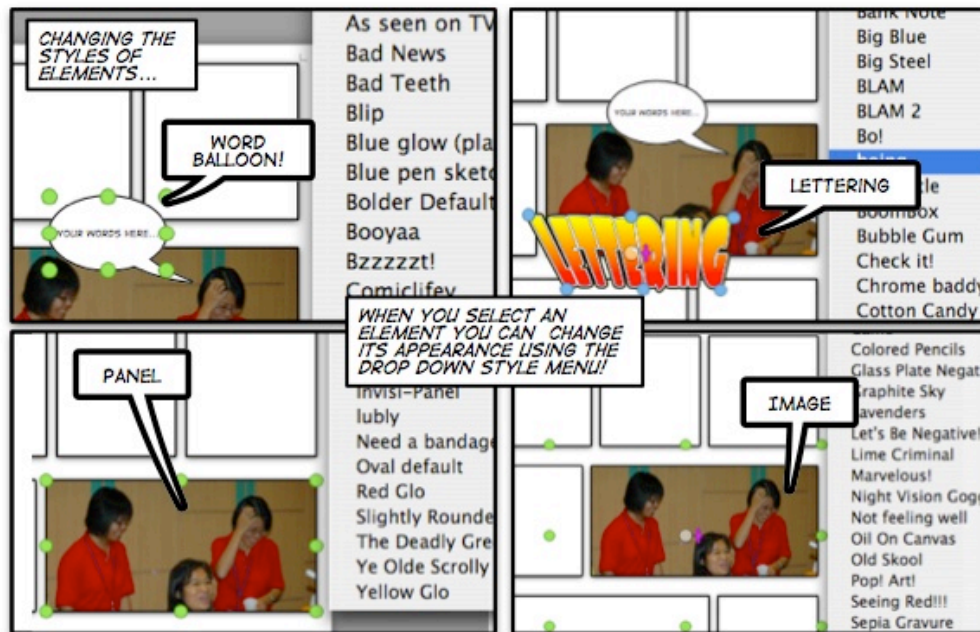 CHANGING THE
STYLES OF
ELEMENTS...
WORD
BALLOON!
YOUR WORDS HERE...
As seen on TV
Bad News
Bad Teeth
Blip
Blue glow (pla
Blue pen sketc
Bolder Default
Booyaa
Bzzzzzt!
Comiclifey
YOUR WORDS HERE...
LETTERING
LETTERING
Bank Note
Big Blue
Big Steel
BLAM
BLAM 2
Bo!
BoomBox
Bubble Gum
Check it!
Chrome baddy
Cotton Candy
WHEN YOU SELECT AN
ELEMENT YOU CAN CHANGE
ITS APPEARANCE USING THE
DROP DOWN STYLE MENU!
PANEL
Invisi-Panel
lubly
Need a bandage
Oval default
Red Glo
Slightly Rounde
The Deadly Gre
Ye Olde Scrolly
Yellow Glo
IMAGE
Colored Pencils
Glass Plate Negat
Graphite Sky
Lavenders
Let's Be Negative!
Lime Criminal
Marvelous!
Night Vision Gogg
Not feeling well
Oil On Canvas
Old Skool
Pop! Art!
Seeing Red!!!
Sepia Gravure